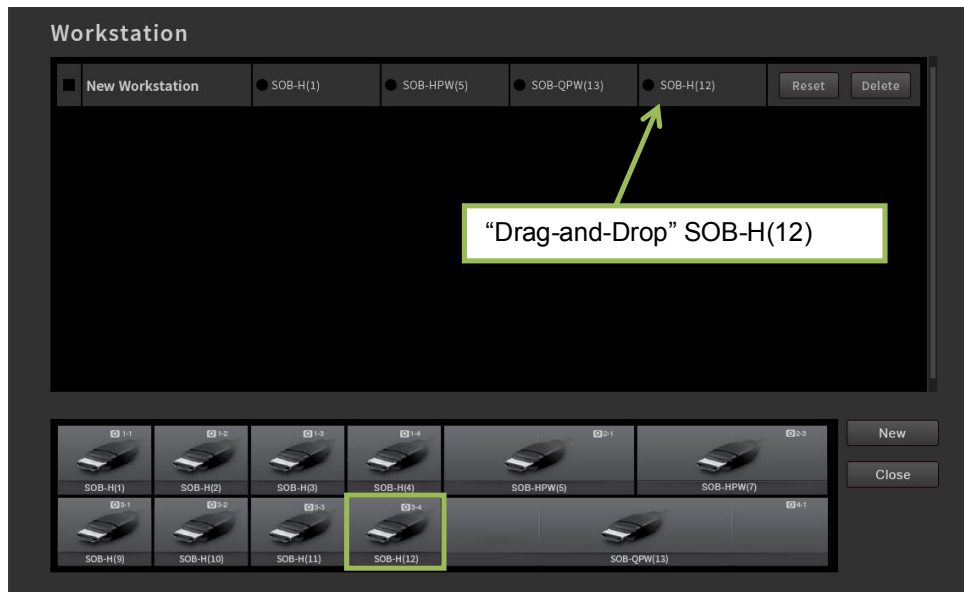 Workstation
New Workstation SOB-H(1) SOB-HPW(5) SOB-QPW(13) SOB-H(12) Reset Delete
“Drag-and-Drop” SOB-H(12)
1-1 1-2 1-3 1-4 2-1 2-3
SOB-H(1) SOB-H(2) SOB-H(3) SOB-H(4) SOB-HPW(5) SOB-HPW(7)
New
Close
3-1 3-2 3-3 3-4 4-1
SOB-H(9) SOB-H(10) SOB-H(11) SOB-H(12) SOB-QPW(13)